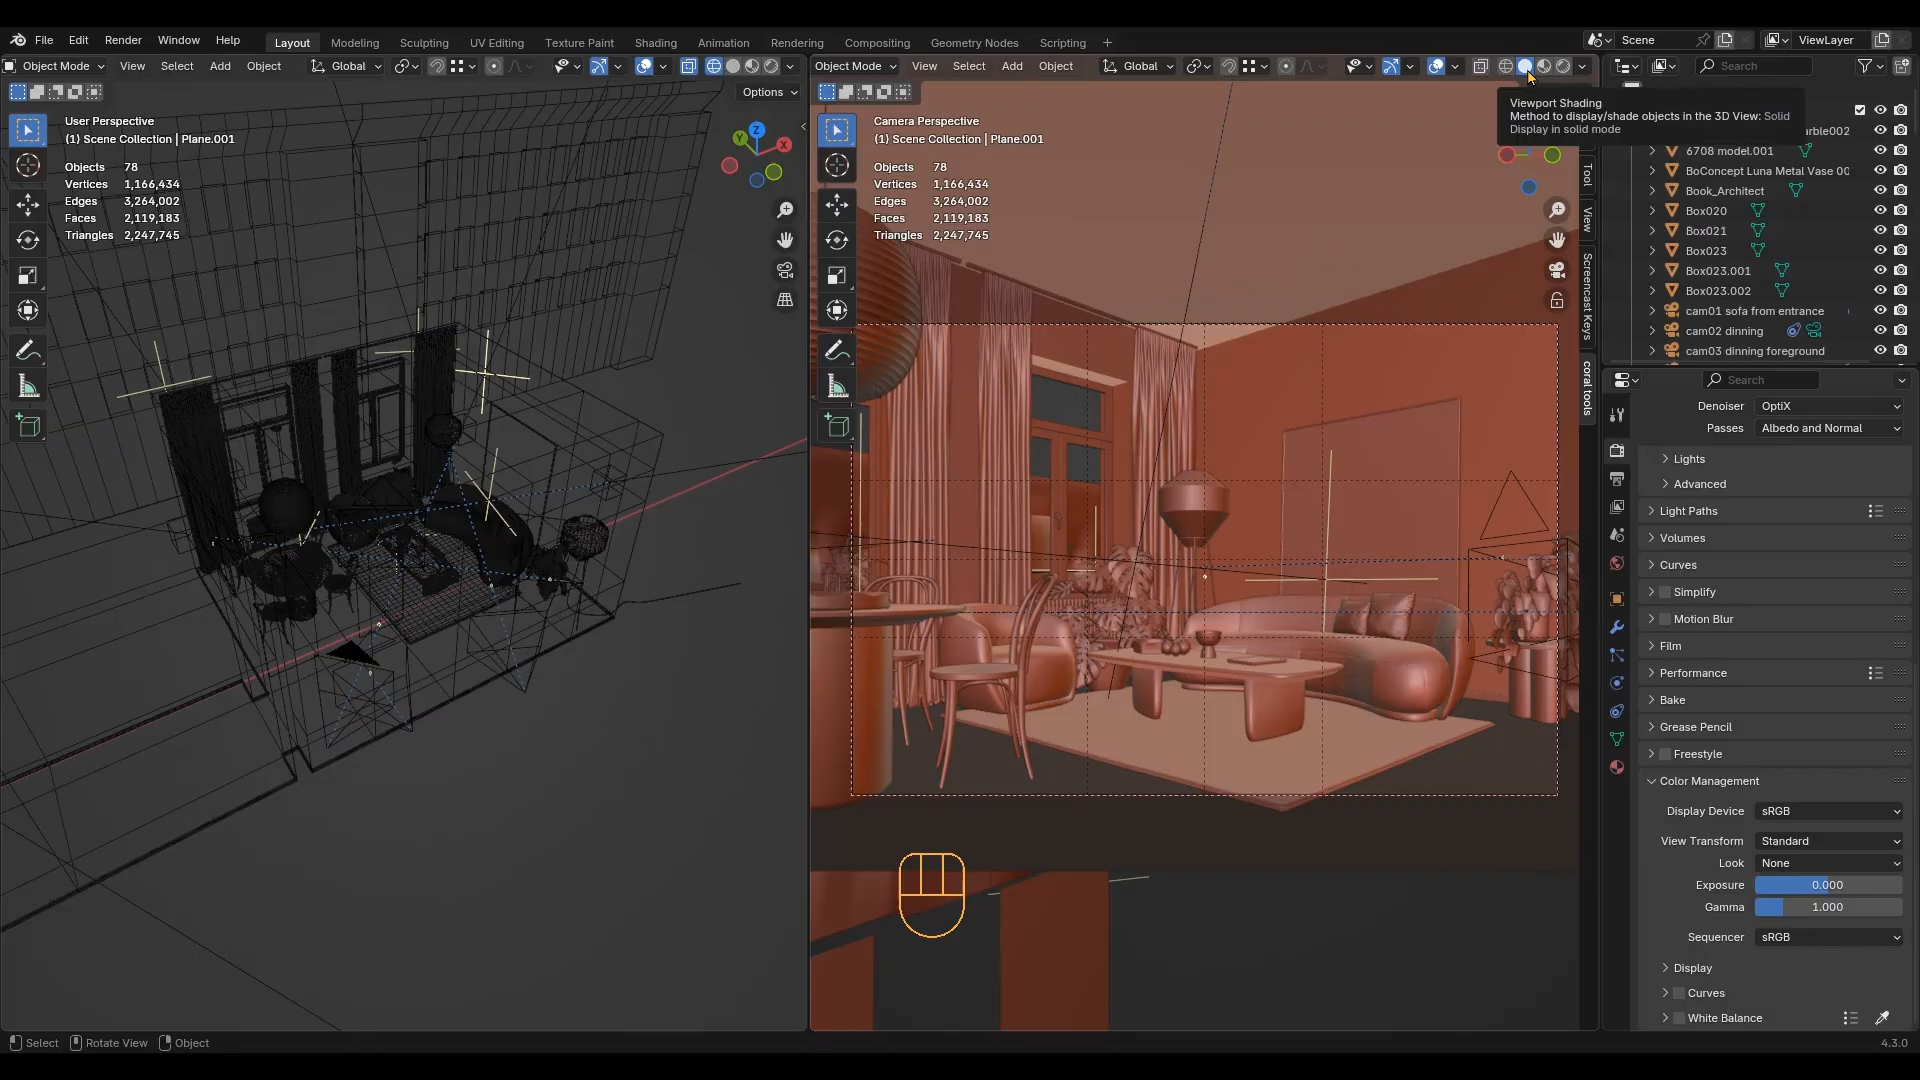 File Edit Render Window Help Layout Modeling Sculpting UV Editing Texture Paint Shading Animation Rendering Compositing Geometry Nodes Scripting + Scene ViewLayer
Object Mode View Select Add Object Global
Object Mode View Select Add Object Global
Search
Options
User Perspective
(1) Scene Collection | Plane.001
Objects 78
Vertices 1,166,434
Edges 3,264,002
Faces 2,119,183
Triangles 2,247,745
Z
Y
X
Camera Perspective
(1) Scene Collection | Plane.001
Objects 78
Vertices 1,166,434
Edges 3,264,002
Faces 2,119,183
Triangles 2,247,745
Viewport Shading
Method to display/shade objects in the 3D View: Solid
Display in solid mode
Tool
View
Screencast Keys
coral tools
arble002
6708 model.001
BoConcept Luna Metal Vase 00
Book_Architect
Box020
Box021
Box023
Box023.001
Box023.002
cam01 sofa from entrance
cam02 dinning
cam03 dinning foreground
Search
Denoiser OptiX
Passes Albedo and Normal
Lights
Advanced
Light Paths
Volumes
Curves
Simplify
Motion Blur
Film
Performance
Bake
Grease Pencil
Freestyle
Color Management
Display Device sRGB
View Transform Standard
Look None
Exposure 0.000
Gamma 1.000
Sequencer sRGB
Display
Curves
White Balance
Select Rotate View Object
4.3.0